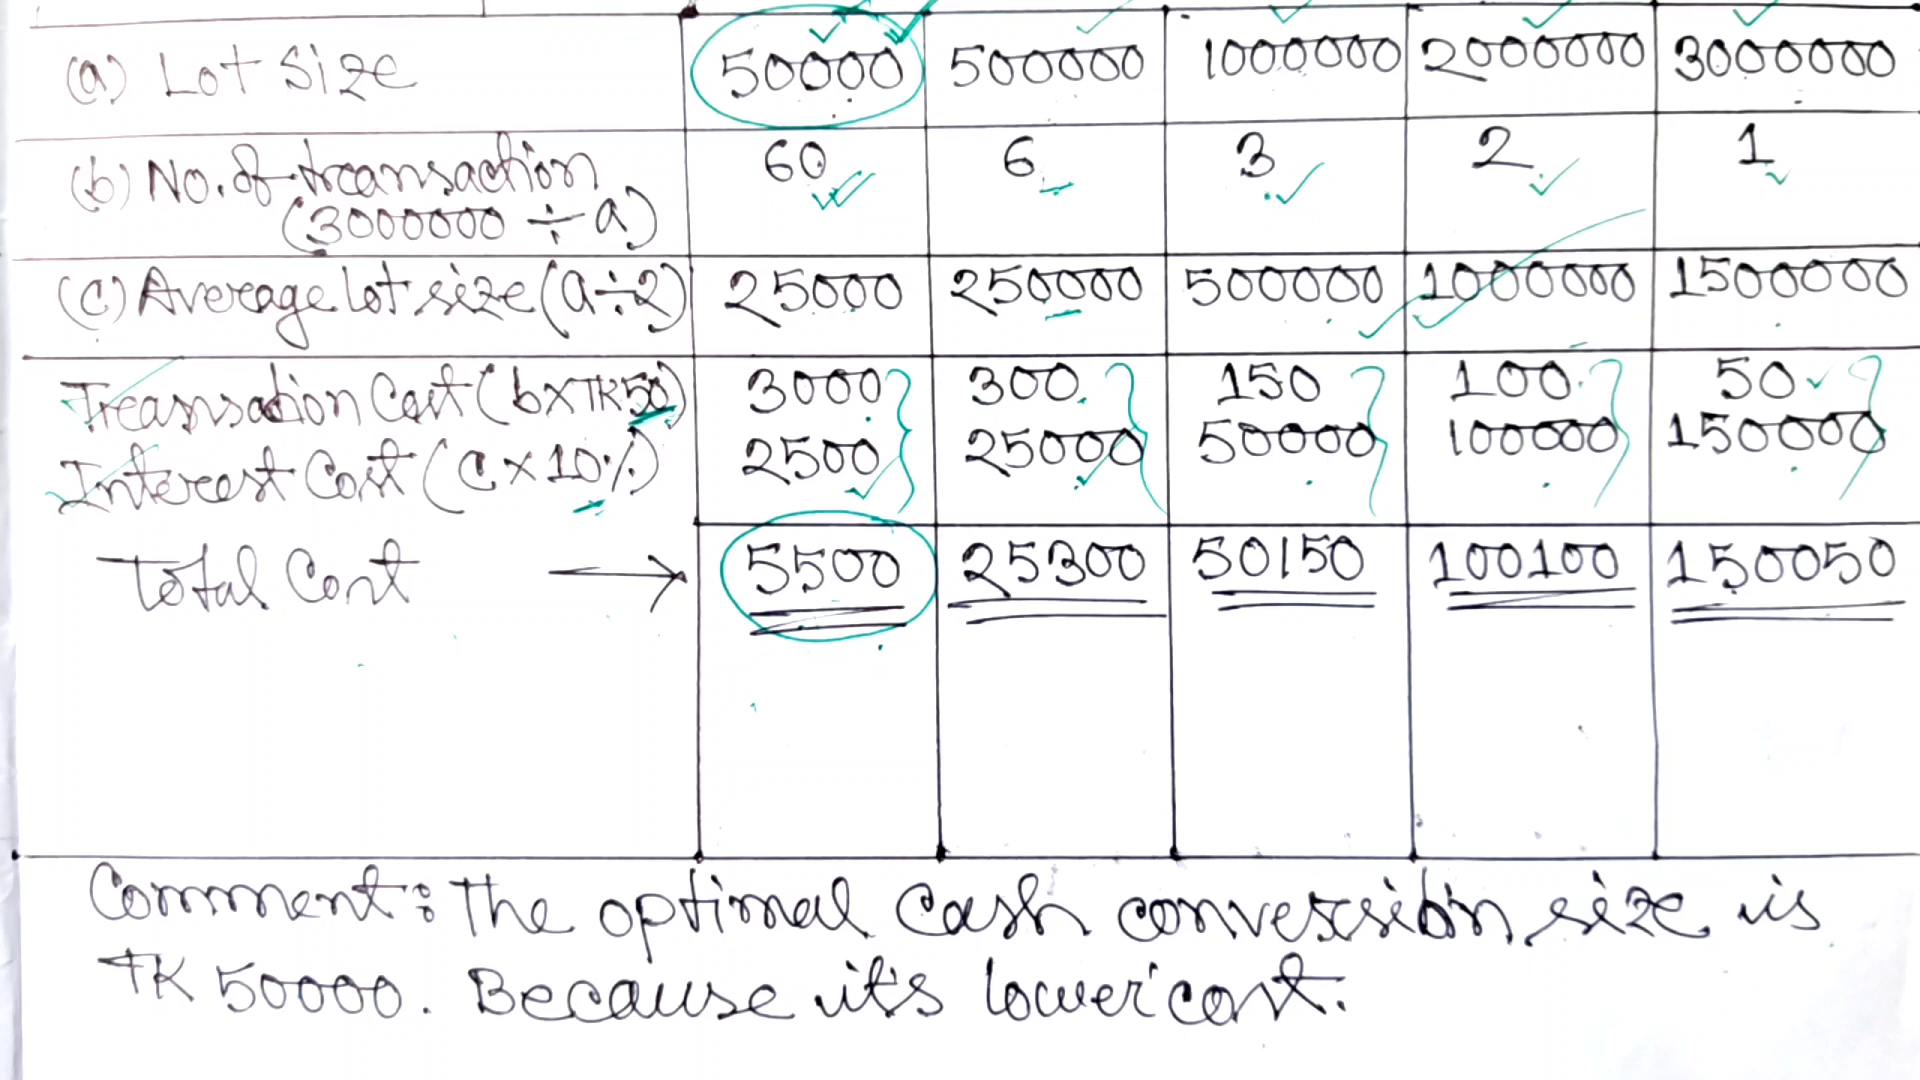 (a) Lot Size 50000 500000 1000000 2000000 3000000
(b) No. of transaction 60 6 3 2 1
(3000000 ÷ a)
(c) Average lot size (a÷2) 25000 250000 500000 1000000 1500000
Transaction Cost (b×TK50) 3000 300 150 100 50
Interest Cost (c × 10%) 2500 25000 50000 100000 150000
Total Cost → 5500 25300 50150 100100 150050
Comment: The optimal cash conversion size is
TK 50000. Because it's lower cost.